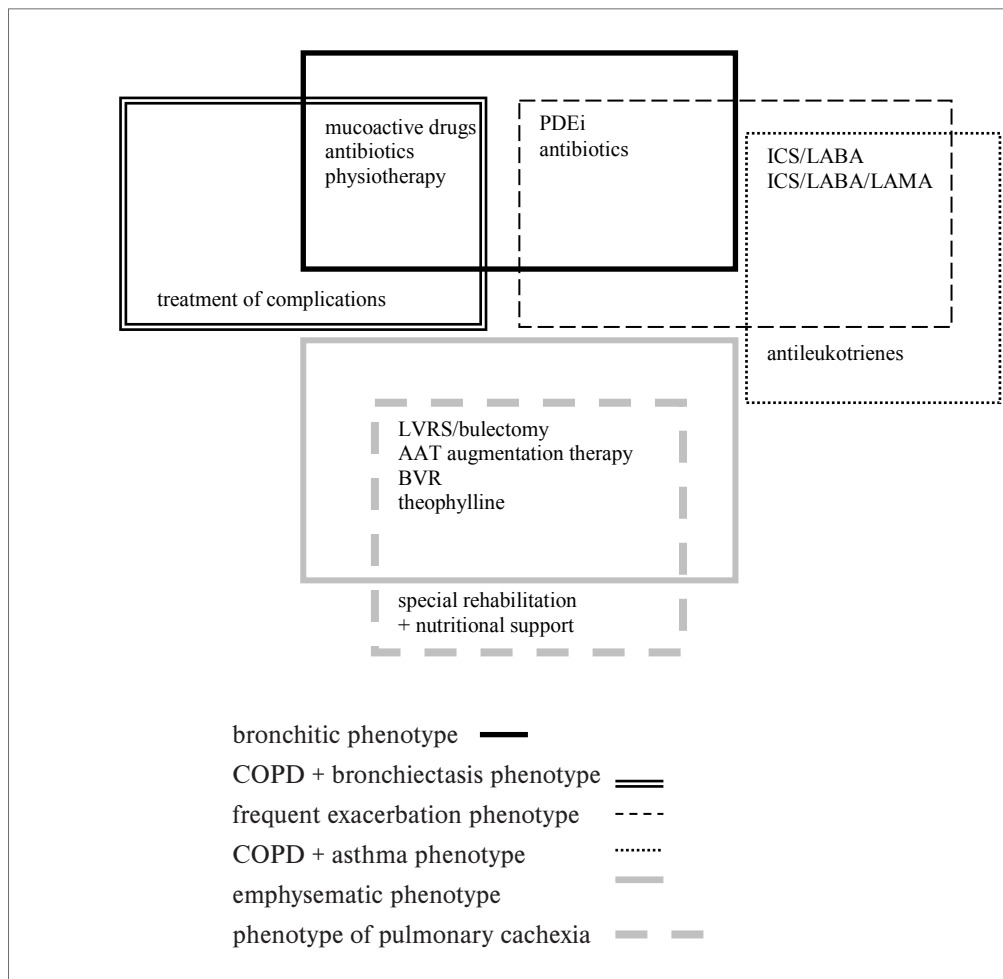 mucoactive drugs
antibiotics
physiotherapy
PDEi
antibiotics
ICS/LABA
ICS/LABA/LAMA
treatment of complications
antileukotrienes
LVRS/bulectomy
AAT augmentation therapy
BVR
theophylline
special rehabilitation
+ nutritional support
bronchitic phenotype
COPD + bronchiectasis phenotype
frequent exacerbation phenotype
COPD + asthma phenotype
emphysematic phenotype
phenotype of pulmonary cachexia